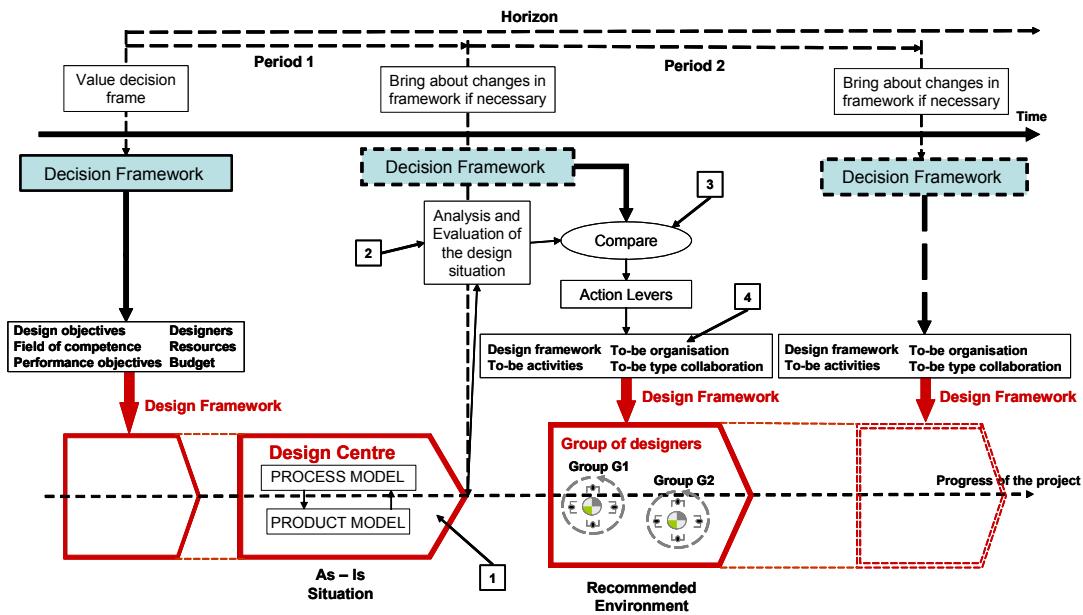 Horizon
Period 1
Period 2
Value decision
frame
Bring about changes in
framework if necessary
Bring about changes in
framework if necessary
Time
Decision Framework
Decision Framework
Decision Framework
3
Analysis and
Evaluation of
the design
situation
2
Compare
Action Levers
4
Design objectives Designers
Field of competence Resources
Performance objectives Budget
Design framework To-be organisation
To-be activities To-be type collaboration
Design framework To-be organisation
To-be activities To-be type collaboration
Design Framework
Design Framework
Design Framework
Design Centre
PROCESS MODEL
PRODUCT MODEL
Group of designers
Group G1
Group G2
Progress of the project
1
As – Is
Situation
Recommended
Environment